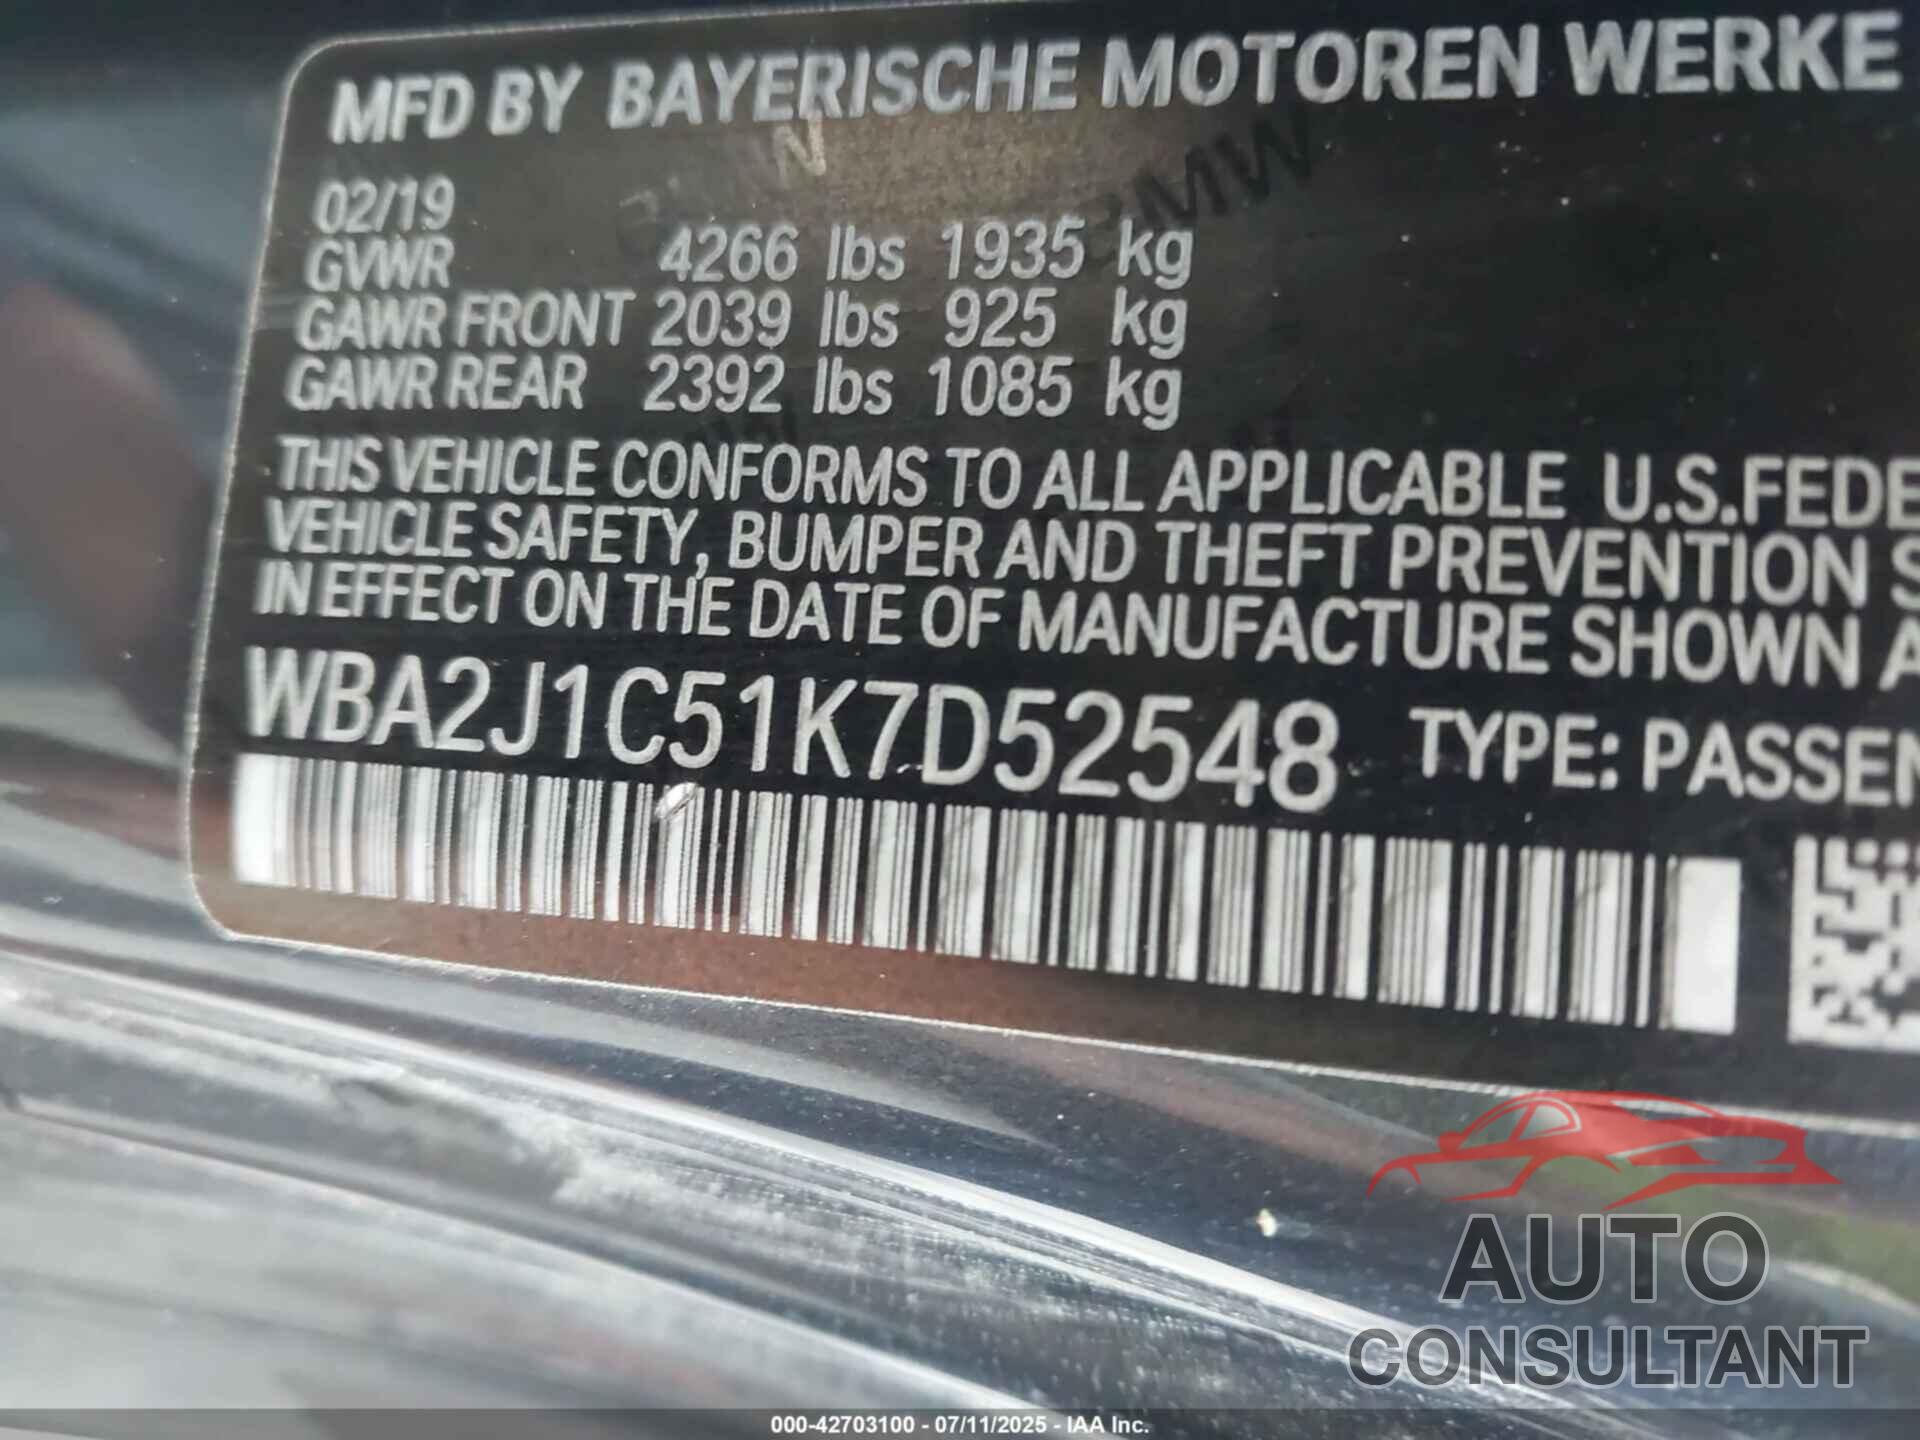 MFD BY BAYERISCHE MOTOREN WERKE
02/19
GVWR 4266 lbs 1935 kg
GAWR FRONT 2039 lbs 925 kg
GAWR REAR 2392 lbs 1085 kg
THIS VEHICLE CONFORMS TO ALL APPLICABLE U.S.FEDE
VEHICLE SAFETY, BUMPER AND THEFT PREVENTION S
IN EFFECT ON THE DATE OF MANUFACTURE SHOWN A
WBA2J1C51K7D52548 TYPE: PASSEN
AUTO
CONSULTANT
000-42703100 - 07/11/2025 - IAA Inc.